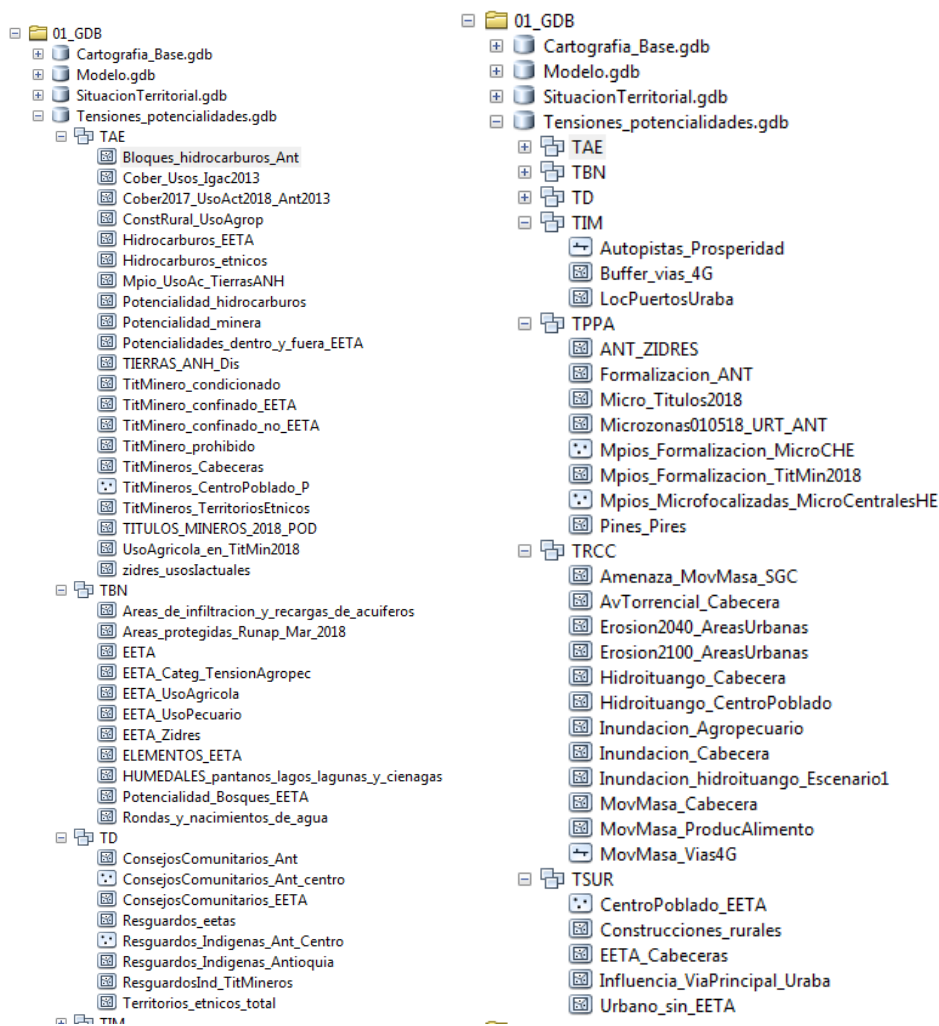 01_GDB
Cartografia_Base.gdb
Modelo.gdb
SituacionTerritorial.gdb
Tensiones_potencialidades.gdb
TAE
Bloques_hidrocarburos_Ant
Cober_Usos_Igac2013
Cober2017_UsoAct2018_Ant2013
ConstRural_UsoAgrop
Hidrocarburos_EETA
Hidrocarburos_etnicos
Mpio_UsoAc_TierrasANH
Potencialidad_hidrocarburos
Potencialidad_minera
Potencialidades_dentro_y_fuera_EETA
TIERRAS_ANH_Dis
TitMinero_condicionado
TitMinero_confinado_EETA
TitMinero_confinado_no_EETA
TitMinero_prohibido
TitMineros_Cabeceras
TitMineros_CentroPoblado_P
TitMineros_TerritoriosEtnicos
TITULOS_MINEROS_2018_POD
UsoAgricola_en_TitMin2018
zidres_usosIactuales
TBN
Areas_de_infiltracion_y_recargas_de_acuiferos
Areas_protegidas_Runap_Mar_2018
EETA
EETA_Categ_TensionAgropec
EETA_UsoAgricola
EETA_UsoPecuario
EETA_Zidres
ELEMENTOS_EETA
HUMEDALES_pantanos_lagos_lagunas_y_cienagas
Potencialidad_Bosques_EETA
Rondas_y_nacimientos_de_agua
TD
ConsejosComunitarios_Ant
ConsejosComunitarios_Ant_centro
ConsejosComunitarios_EETA
Resguardos_eetas
Resguardos_Indigenas_Ant_Centro
Resguardos_Indigenas_Antioquia
ResguardosInd_TitMineros
Territorios_etnicos_total
TIM
01_GDB
Cartografia_Base.gdb
Modelo.gdb
SituacionTerritorial.gdb
Tensiones_potencialidades.gdb
TAE
TBN
TD
TIM
Autopistas_Prosperidad
Buffer_vias_4G
LocPuertosUraba
TPPA
ANT_ZIDRES
Formalizacion_ANT
Micro_Titulos2018
Microzonas010518_URT_ANT
Mpios_Formalizacion_MicroCHE
Mpios_Formalizacion_TitMin2018
Mpios_Microfocalizadas_MicroCentralesHE
Pines_Pires
TRCC
Amenaza_MovMasa_SGC
AvTorrencial_Cabecera
Erosion2040_AreasUrbanas
Erosion2100_AreasUrbanas
Hidroituango_Cabecera
Hidroituango_CentroPoblado
Inundacion_Agropecuario
Inundacion_Cabecera
Inundacion_hidroituango_Escenario1
MovMasa_Cabecera
MovMasa_ProducAlimento
MovMasa_Vias4G
TSUR
CentroPoblado_EETA
Construcciones_rurales
EETA_Cabeceras
Influencia_ViaPrincipal_Uraba
Urbano_sin_EETA